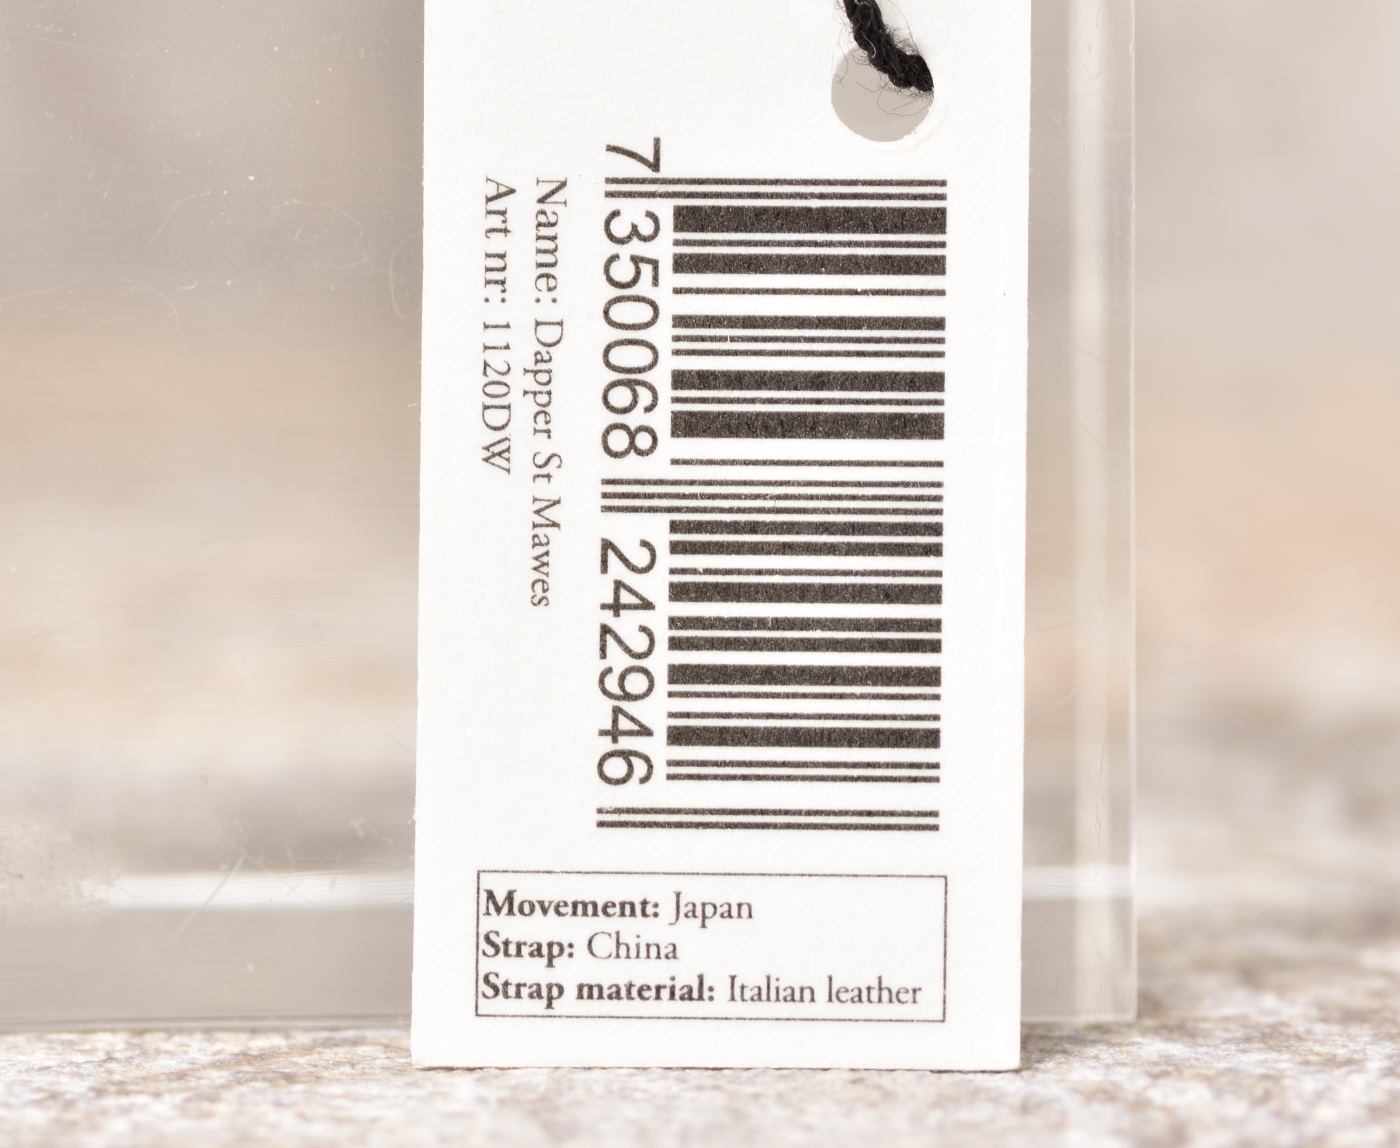 7 350068 242946
Name: Dapper St Mawes
Art nr: 1120DW
Movement: Japan
Strap: China
Strap material: Italian leather